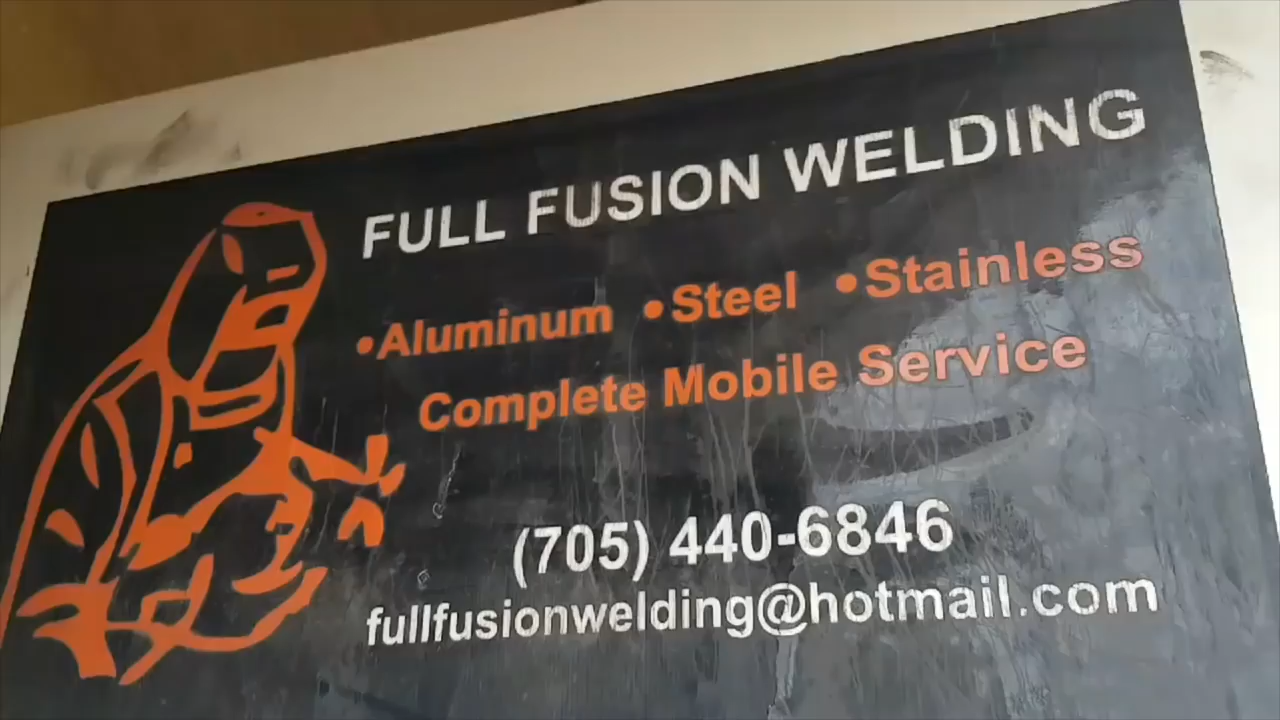 FULL FUSION WELDING
•Aluminum •Steel •Stainless
Complete Mobile Service
(705) 440-6846
fullfusionwelding@hotmail.com